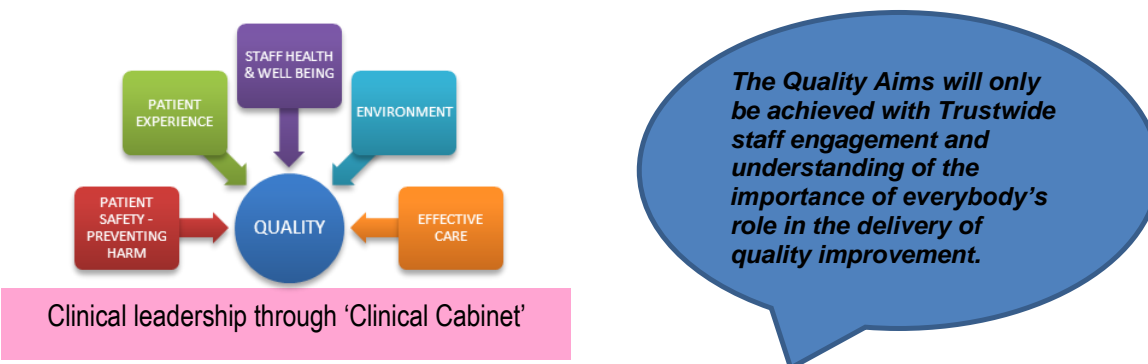 STAFF HEALTH
& WELL BEING
PATIENT
EXPERIENCE
ENVIRONMENT
PATIENT
SAFETY -
PREVENTING
HARM
QUALITY
EFFECTIVE
CARE
Clinical leadership through ‘Clinical Cabinet’
The Quality Aims will only
be achieved with Trustwide
staff engagement and
understanding of the
importance of everybody’s
role in the delivery of
quality improvement.